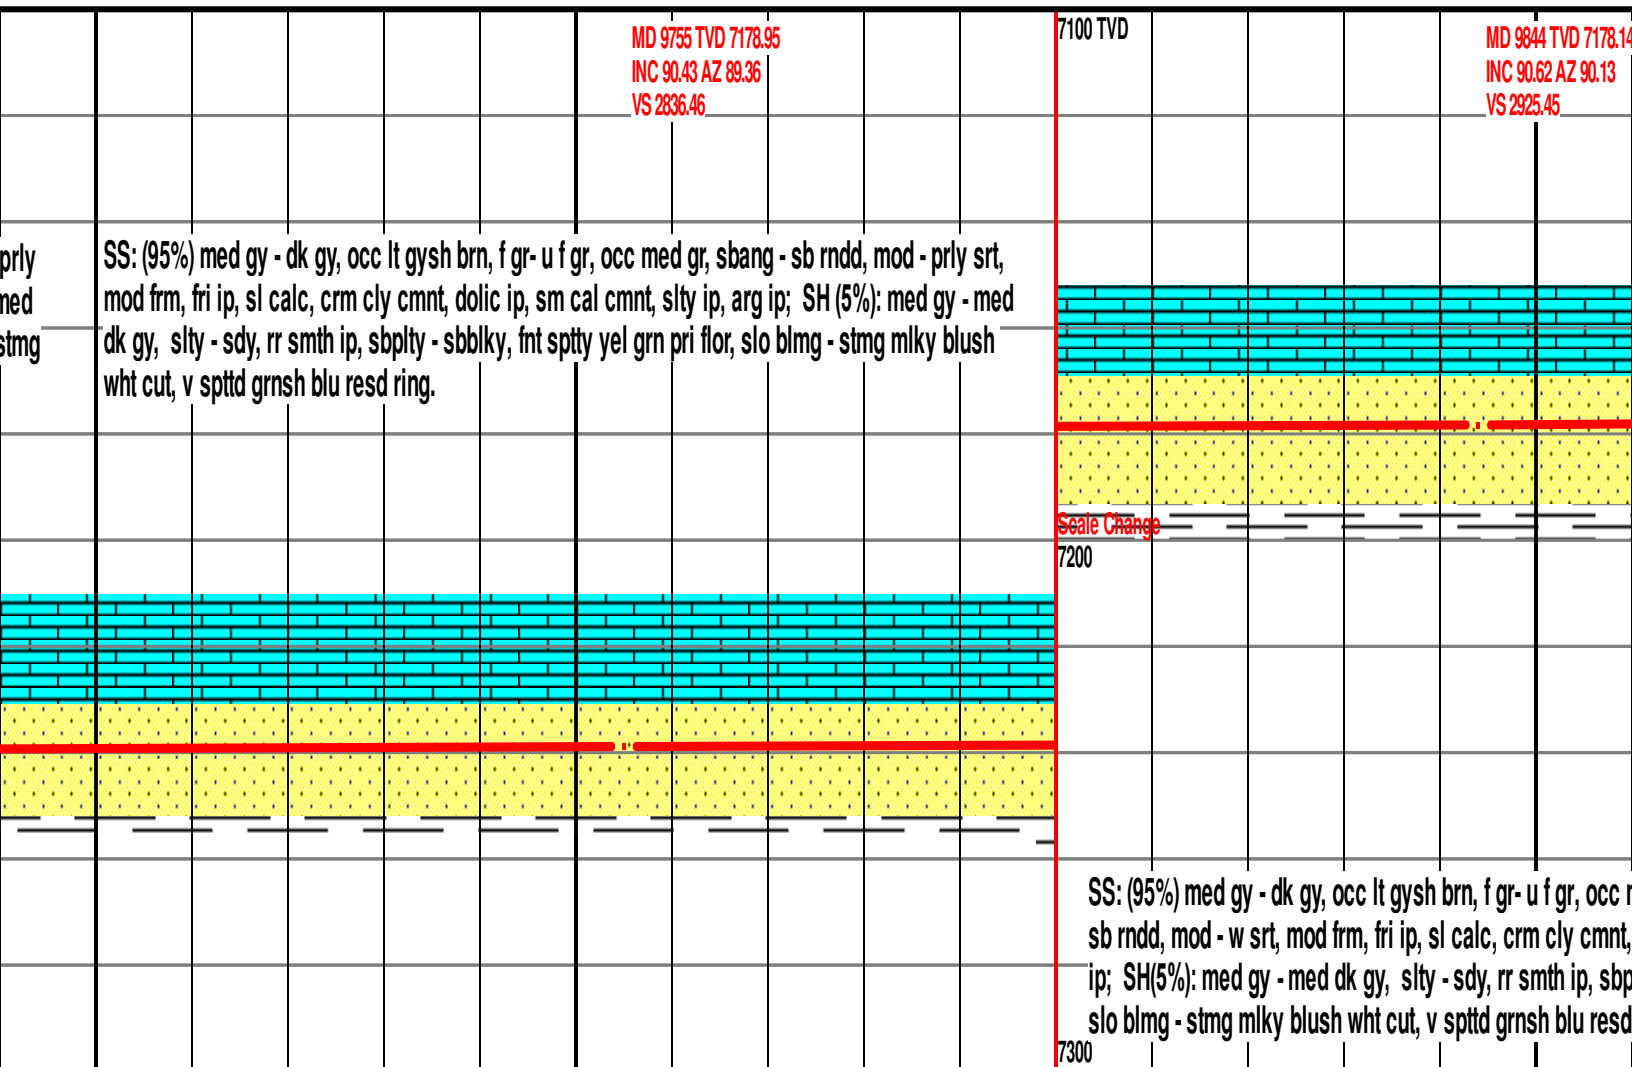 MD 9755 TVD 7178.95
INC 90.43 AZ 89.36
VS 2836.46
7100 TVD
MD 9844 TVD 7178.14
INC 90.62 AZ 90.13
VS 2925.45
prly
med
stmg
SS: (95%) med gy - dk gy, occ lt gysh brn, f gr- u f gr, occ med gr, sbang - sb rndd, mod - prly srt,
mod frm, fri ip, sl calc, crm cly cmnt, dolic ip, sm cal cmnt, slty ip, arg ip;  SH (5%): med gy - med
dk gy,  slty - sdy, rr smth ip, sbplty - sbblky, fnt sptty yel grn pri flor, slo blmg - stmg mlky blush
wht cut, v spttd grnsh blu resd ring.
Scale Change
7200
SS: (95%) med gy - dk gy, occ lt gysh brn, f gr- u f gr, occ
sb rndd, mod - w srt, mod frm, fri ip, sl calc, crm cly cmnt,
ip;  SH(5%): med gy - med dk gy,  slty - sdy, rr smth ip, sbp
slo blmg - stmg mlky blush wht cut, v spttd grnsh blu resd
7300